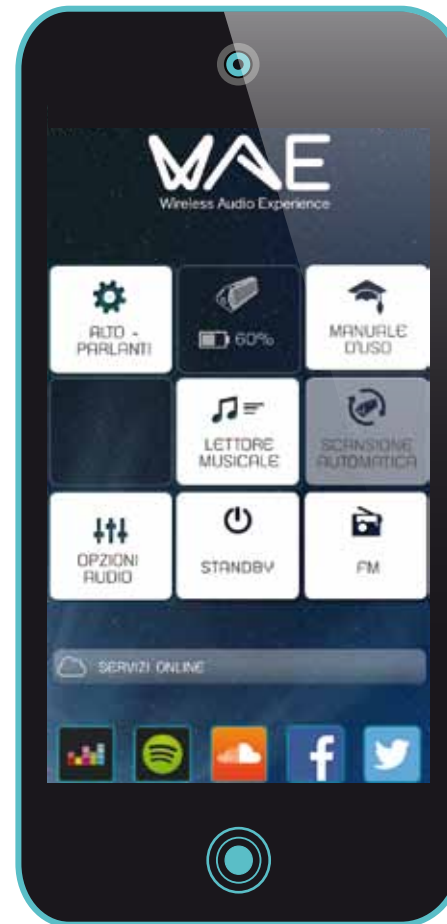 WAE
Wireless Audio Experience
ALTO -
PARLANTI
60%
MANUALE
D'USO
LETTORE
MUSICALE
SCANSIONE
AUTOMATICA
OPZIONI
AUDIO
STANDBY
FM
SERVIZI ONLINE